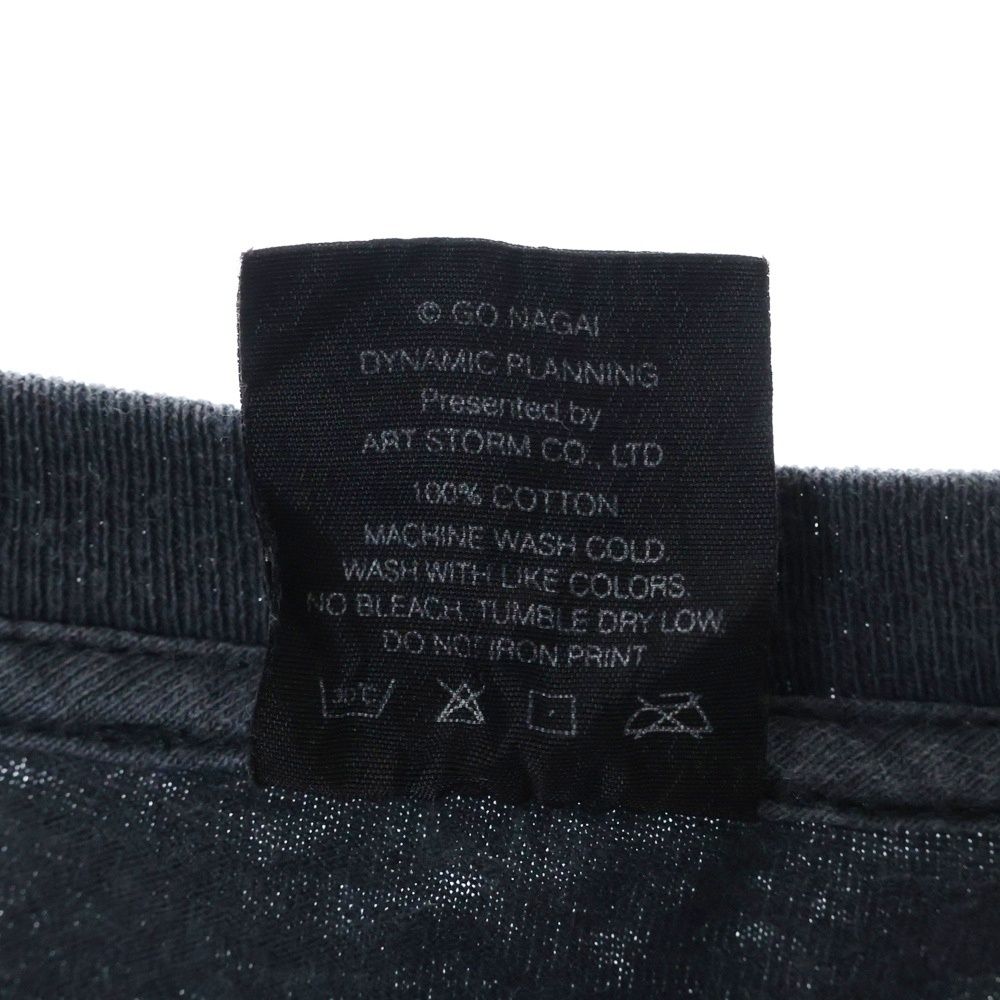 © GO NAGAI
DYNAMIC PLANNING
Presented by
ART STORM CO., LTD
100% COTTON
MACHINE WASH COLD.
WASH WITH LIKE COLORS.
NO BLEACH. TUMBLE DRY LOW.
DO NOT IRON PRINT
30°C